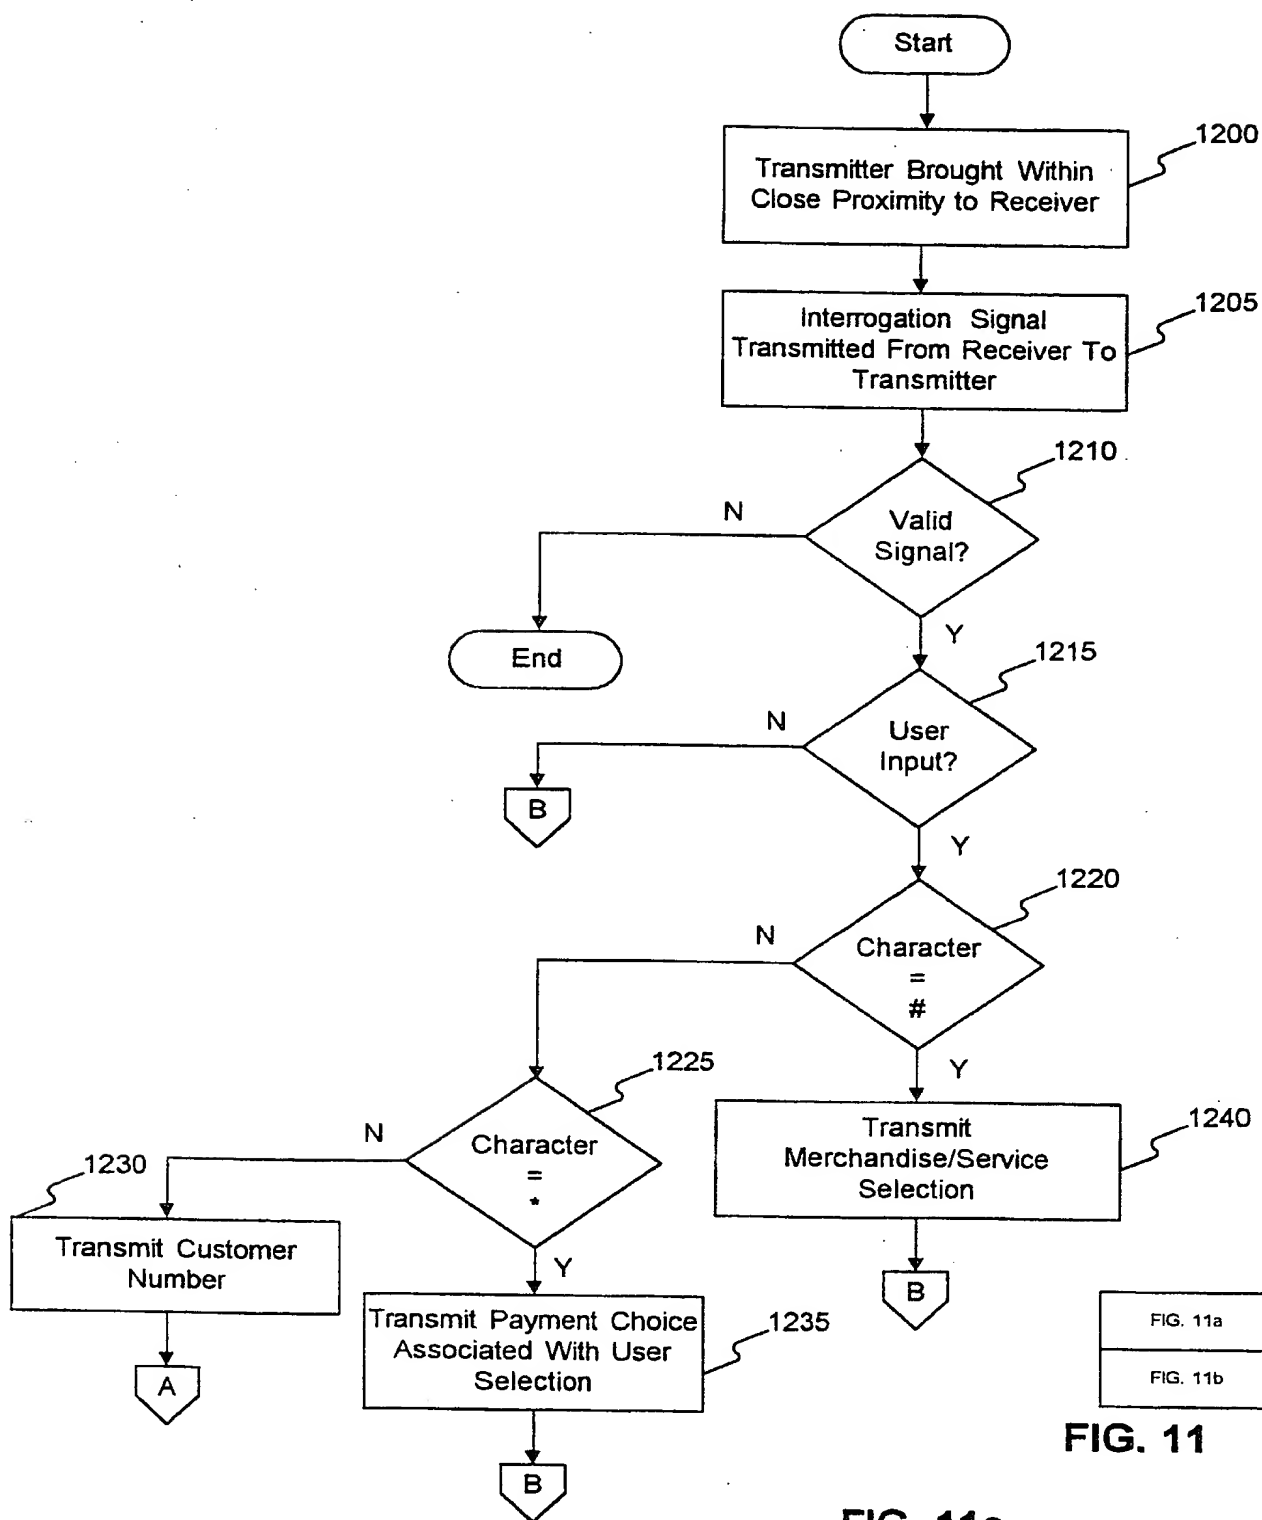 Start
1200
Transmitter Brought Within
Close Proximity to Receiver
1205
Interrogation Signal
Transmitted From Receiver To
Transmitter
1210
N
Valid
Signal?
Y
End
1215
N
User
Input?
B
Y
1220
N
Character
=
#
Y
1225
N
Character
=
*
Y
1240
Transmit
Merchandise/Service
Selection
B
1230
Transmit Customer
Number
A
1235
Transmit Payment Choice
Associated With User
Selection
B
FIG. 11a
FIG. 11b
FIG. 11